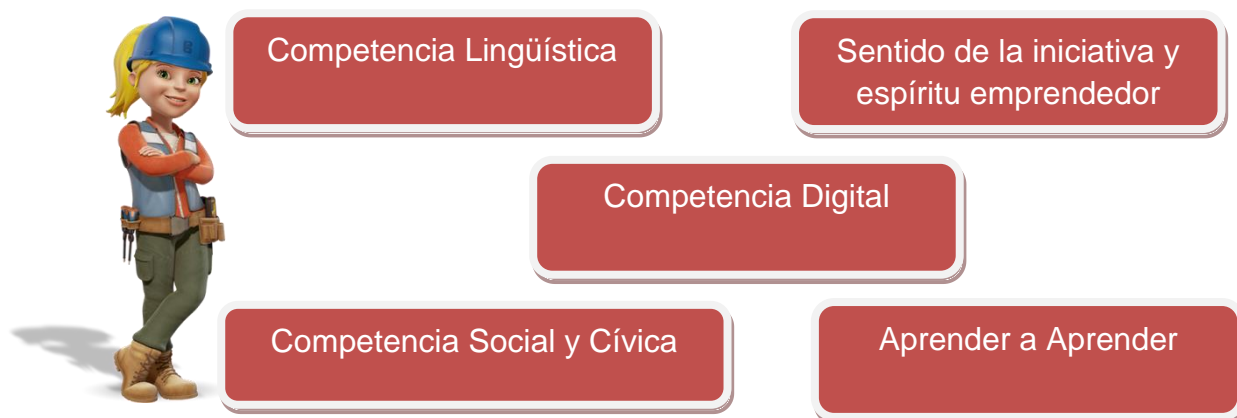 Competencia Lingüística
Sentido de la iniciativa y
espíritu emprendedor
Competencia Digital
Competencia Social y Cívica
Aprender a Aprender